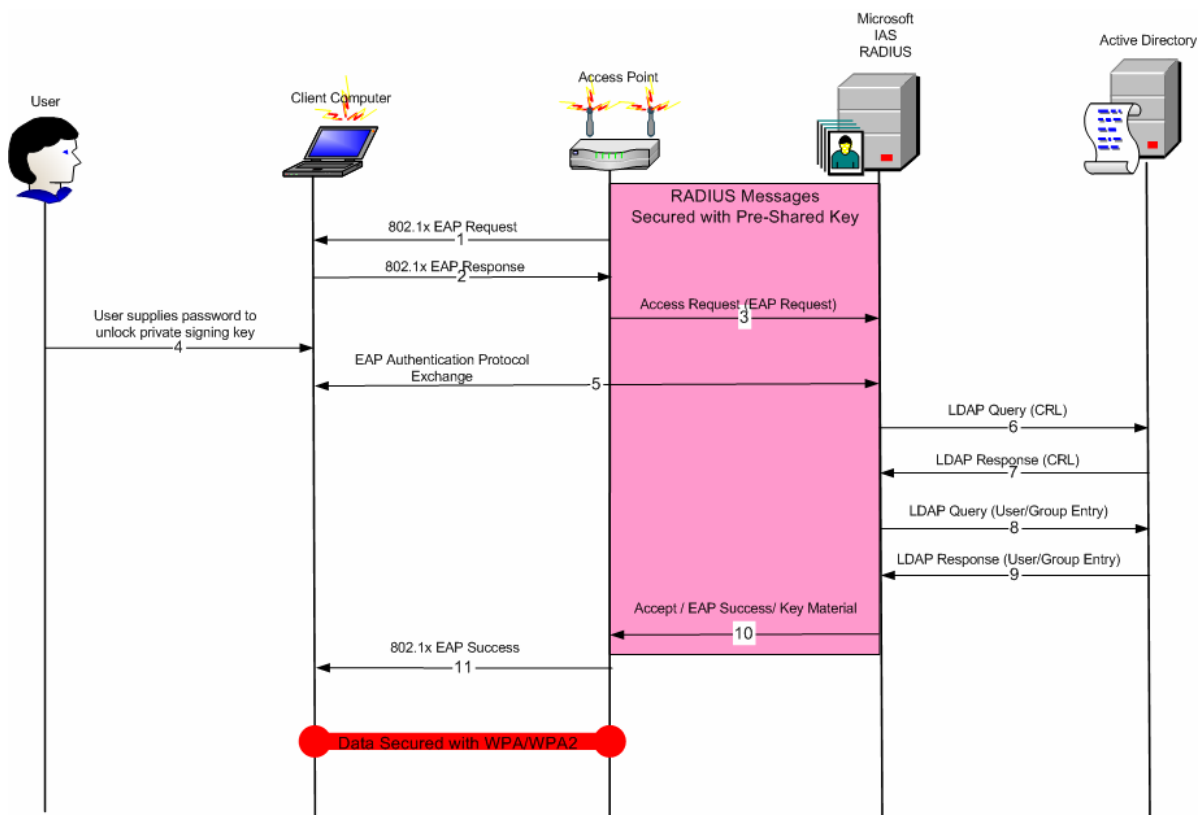 Microsoft
IAS
RADIUS
Active Directory
Access Point
Client Computer
User
RADIUS Messages
Secured with Pre-Shared Key
802.1x EAP Request
1
802.1x EAP Response
2
Access Request (EAP Request)
3
User supplies password to
unlock private signing key
4
EAP Authentication Protocol
Exchange
5
LDAP Query (CRL)
6
LDAP Response (CRL)
7
LDAP Query (User/Group Entry)
8
LDAP Response (User/Group Entry)
9
Accept / EAP Success/ Key Material
10
802.1x EAP Success
11
Data Secured with WPA/WPA2